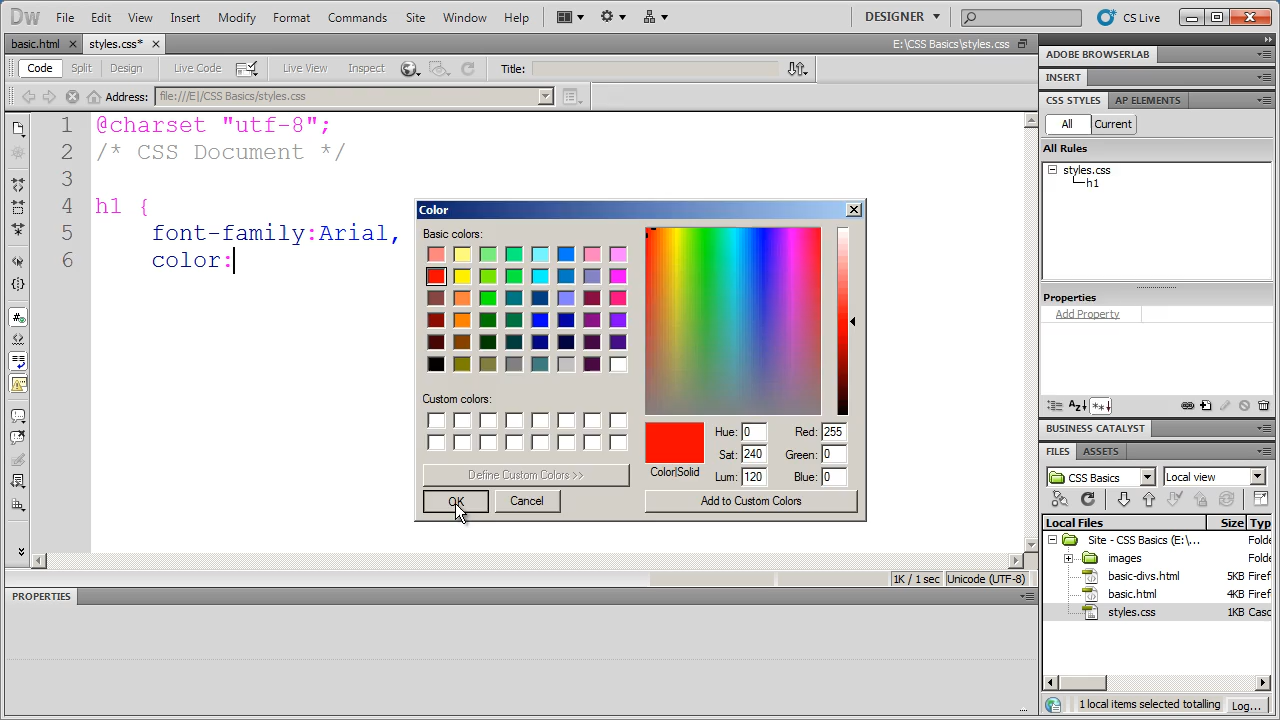 Dw File Edit View Insert Modify Format Commands Site Window Help DESIGNER CS Live
basic.html styles.css* E:\CSS Basics\styles.css
Code Split Design Live Code Live View Inspect Title:
Address: file:///E|/CSS Basics/styles.css
1 @charset "utf-8";
2 /* CSS Document */
3
4 h1 {
5 font-family:Arial,
6 color:
Color
Basic colors:
Custom colors:
Define Custom Colors >>
OK Cancel
Hue: 0 Red: 255
Sat: 240 Green: 0
Color|Solid
Lum: 120 Blue: 0
Add to Custom Colors
1K / 1 sec Unicode (UTF-8)
PROPERTIES
ADOBE BROWSERLAB
INSERT
CSS STYLES AP ELEMENTS
All Current
All Rules
styles.css
h1
Properties
Add Property
BUSINESS CATALYST
FILES ASSETS
CSS Basics Local view
Local Files Size Typ
Site - CSS Basics (E:\... Folde
images Folde
basic-divs.html 5KB Firef
basic.html 4KB Firef
styles.css 1KB Casc
1 local items selected totalling Log...